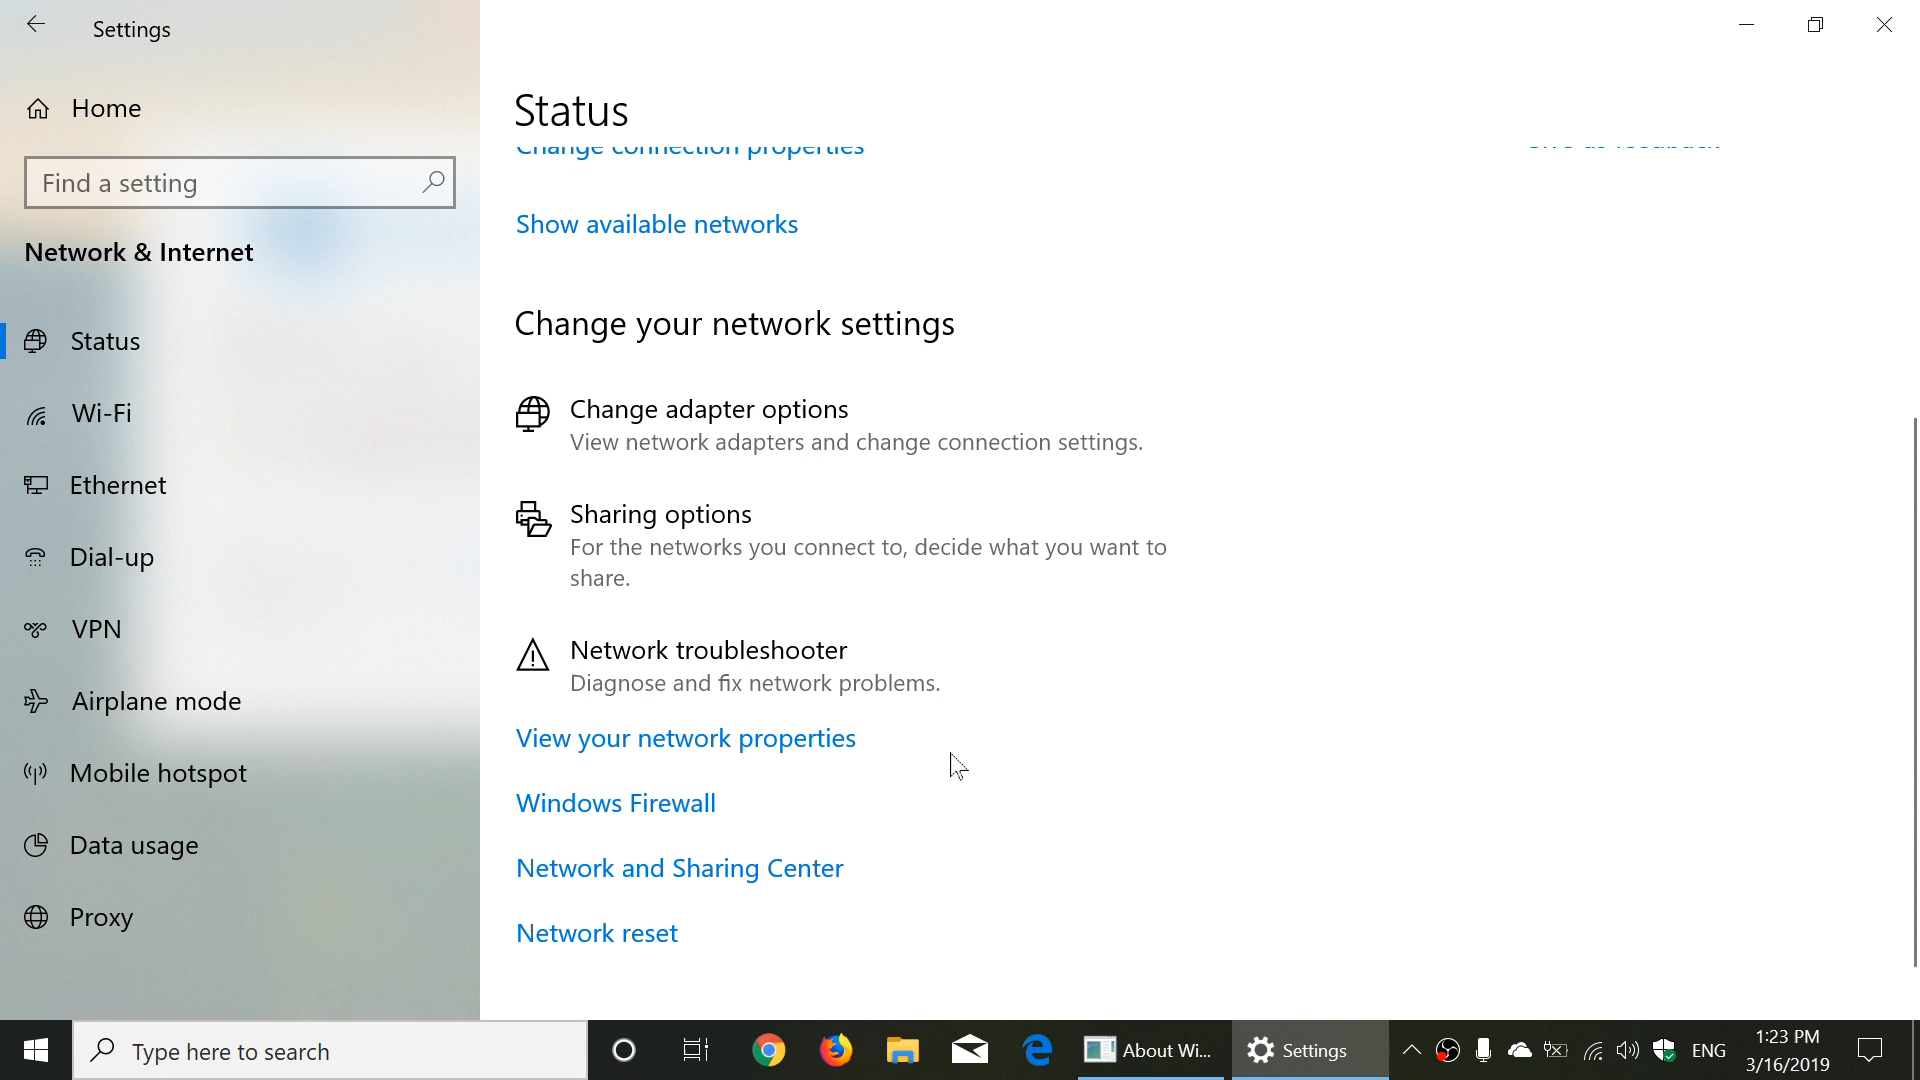 Settings
Home
Find a setting
Network & Internet
Status
Wi-Fi
Ethernet
Dial-up
VPN
Airplane mode
Mobile hotspot
Data usage
Proxy
Status
Change connection properties
Show available networks
Change your network settings
Change adapter options
View network adapters and change connection settings.
Sharing options
For the networks you connect to, decide what you want to
share.
Network troubleshooter
Diagnose and fix network problems.
View your network properties
Windows Firewall
Network and Sharing Center
Network reset
Type here to search
About Wi...
Settings
ENG
1:23 PM
3/16/2019